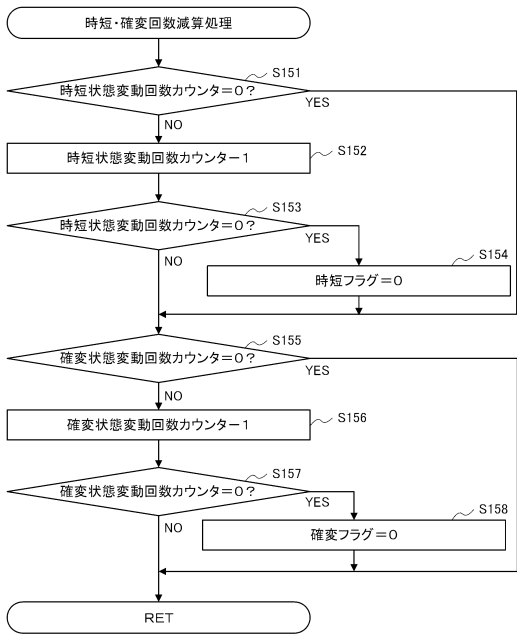 時短・確変回数減算処理
S151
時短状態変動回数カウンタ＝０？
YES
NO
S152
時短状態変動回数カウンター１
S153
時短状態変動回数カウンタ＝０？
YES
NO
S154
時短フラグ＝０
S155
確変状態変動回数カウンタ＝０？
YES
NO
S156
確変状態変動回数カウンター１
S157
確変状態変動回数カウンタ＝０？
YES
NO
S158
確変フラグ＝０
RET